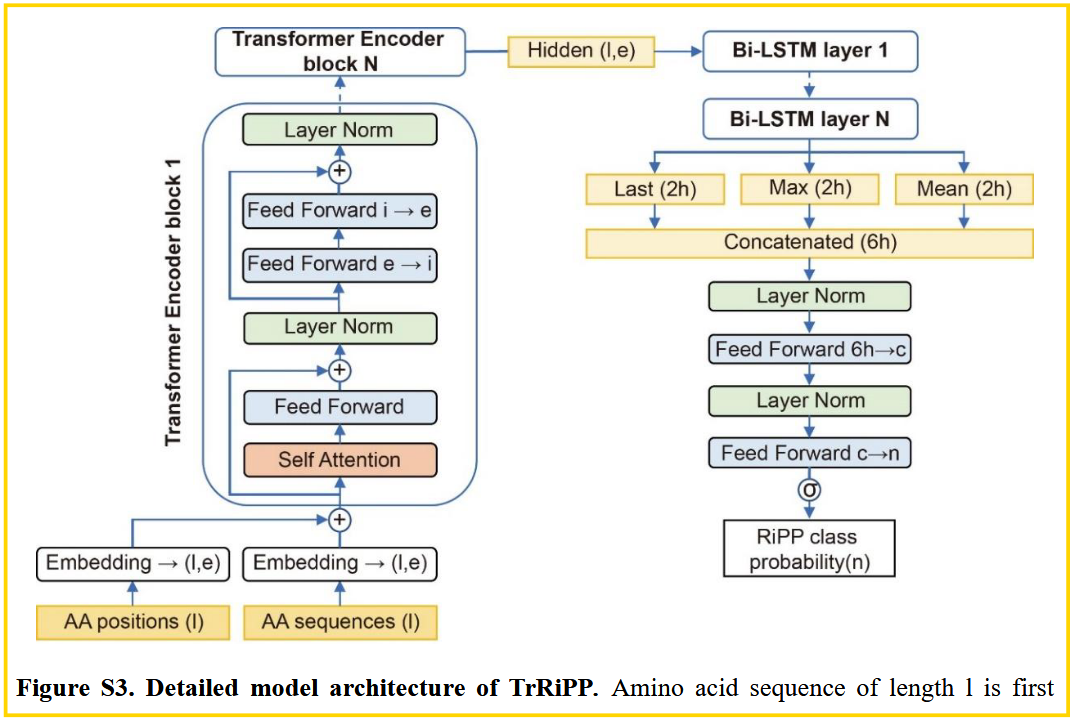 Transformer Encoder
block N
Hidden (l,e)
Bi-LSTM layer 1
Bi-LSTM layer N
Transformer Encoder block 1
Layer Norm
+
Feed Forward i → e
Feed Forward e → i
Layer Norm
+
Feed Forward
Self Attention
+
Embedding → (l,e)
Embedding → (l,e)
AA positions (l)
AA sequences (l)
Last (2h)
Max (2h)
Mean (2h)
Concatenated (6h)
Layer Norm
Feed Forward 6h→c
Layer Norm
Feed Forward c→n
σ
RiPP class
probability(n)
Figure S3. Detailed model architecture of TrRiPP. Amino acid sequence of length l is first